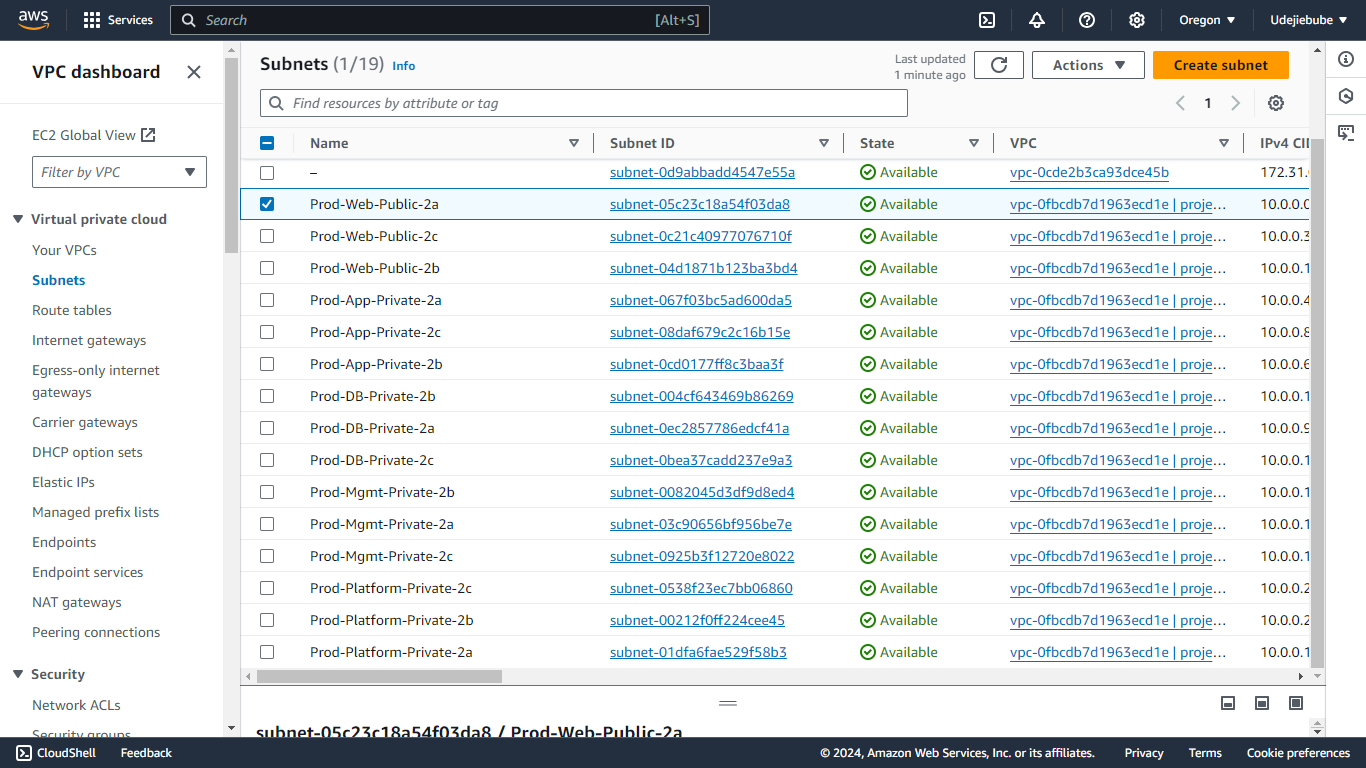 aws
Services
Search
[Alt+S]
Oregon
Udejiebube
VPC dashboard
EC2 Global View
Filter by VPC
Virtual private cloud
Your VPCs
Subnets
Route tables
Internet gateways
Egress-only internet
gateways
Carrier gateways
DHCP option sets
Elastic IPs
Managed prefix lists
Endpoints
Endpoint services
NAT gateways
Peering connections
Security
Network ACLs
Security groups
Subnets (1/19) Info
Last updated
1 minute ago
Actions
Create subnet
Find resources by attribute or tag
1
Name Subnet ID State VPC IPv4 CI
– subnet-0d9abbadd4547e55a Available vpc-0cde2b3ca93dce45b 172.31.
Prod-Web-Public-2a subnet-05c23c18a54f03da8 Available vpc-0fbcdb7d1963ecd1e | proje… 10.0.0.0
Prod-Web-Public-2c subnet-0c21c40977076710f Available vpc-0fbcdb7d1963ecd1e | proje… 10.0.0.3
Prod-Web-Public-2b subnet-04d1871b123ba3bd4 Available vpc-0fbcdb7d1963ecd1e | proje… 10.0.0.1
Prod-App-Private-2a subnet-067f03bc5ad600da5 Available vpc-0fbcdb7d1963ecd1e | proje… 10.0.0.4
Prod-App-Private-2c subnet-08daf679c2c16b15e Available vpc-0fbcdb7d1963ecd1e | proje… 10.0.0.8
Prod-App-Private-2b subnet-0cd0177ff8c3baa3f Available vpc-0fbcdb7d1963ecd1e | proje… 10.0.0.6
Prod-DB-Private-2b subnet-004cf643469b86269 Available vpc-0fbcdb7d1963ecd1e | proje… 10.0.0.1
Prod-DB-Private-2a subnet-0ec2857786edcf41a Available vpc-0fbcdb7d1963ecd1e | proje… 10.0.0.9
Prod-DB-Private-2c subnet-0bea37cadd237e9a3 Available vpc-0fbcdb7d1963ecd1e | proje… 10.0.0.1
Prod-Mgmt-Private-2b subnet-0082045d3df9d8ed4 Available vpc-0fbcdb7d1963ecd1e | proje… 10.0.0.1
Prod-Mgmt-Private-2a subnet-03c90656bf956be7e Available vpc-0fbcdb7d1963ecd1e | proje… 10.0.0.1
Prod-Mgmt-Private-2c subnet-0925b3f12720e8022 Available vpc-0fbcdb7d1963ecd1e | proje… 10.0.0.1
Prod-Platform-Private-2c subnet-0538f23ec7bb06860 Available vpc-0fbcdb7d1963ecd1e | proje… 10.0.0.2
Prod-Platform-Private-2b subnet-00212f0ff224cee45 Available vpc-0fbcdb7d1963ecd1e | proje… 10.0.0.2
Prod-Platform-Private-2a subnet-01dfa6fae529f58b3 Available vpc-0fbcdb7d1963ecd1e | proje… 10.0.0.1
subnet-05c23c18a54f03da8 / Prod-Web-Public-2a
CloudShell
Feedback
© 2024, Amazon Web Services, Inc. or its affiliates.
Privacy
Terms
Cookie preferences